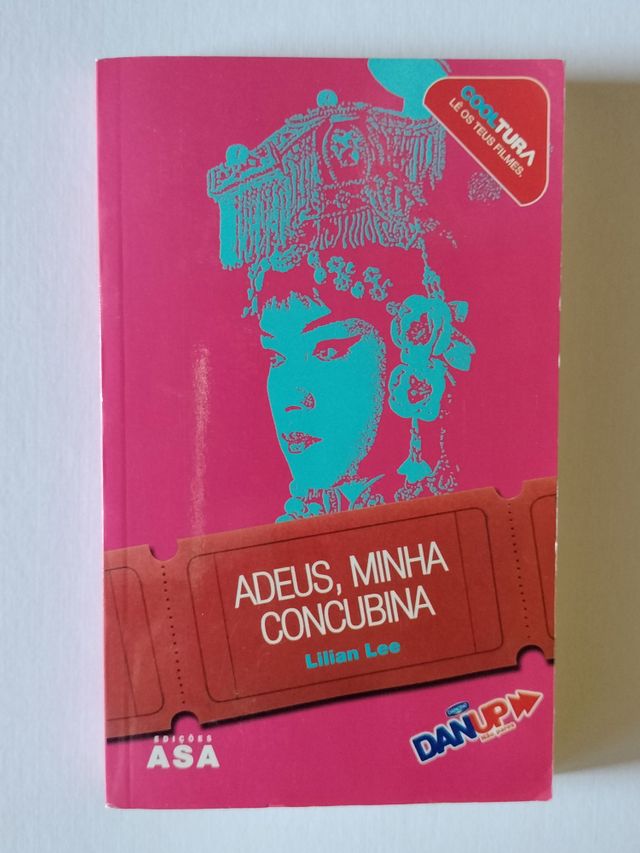 COOLTURA
LÊ OS TEUS FILMES.
ADEUS, MINHA
CONCUBINA
Lilian Lee
EDIÇÕES
ASA
DANUP